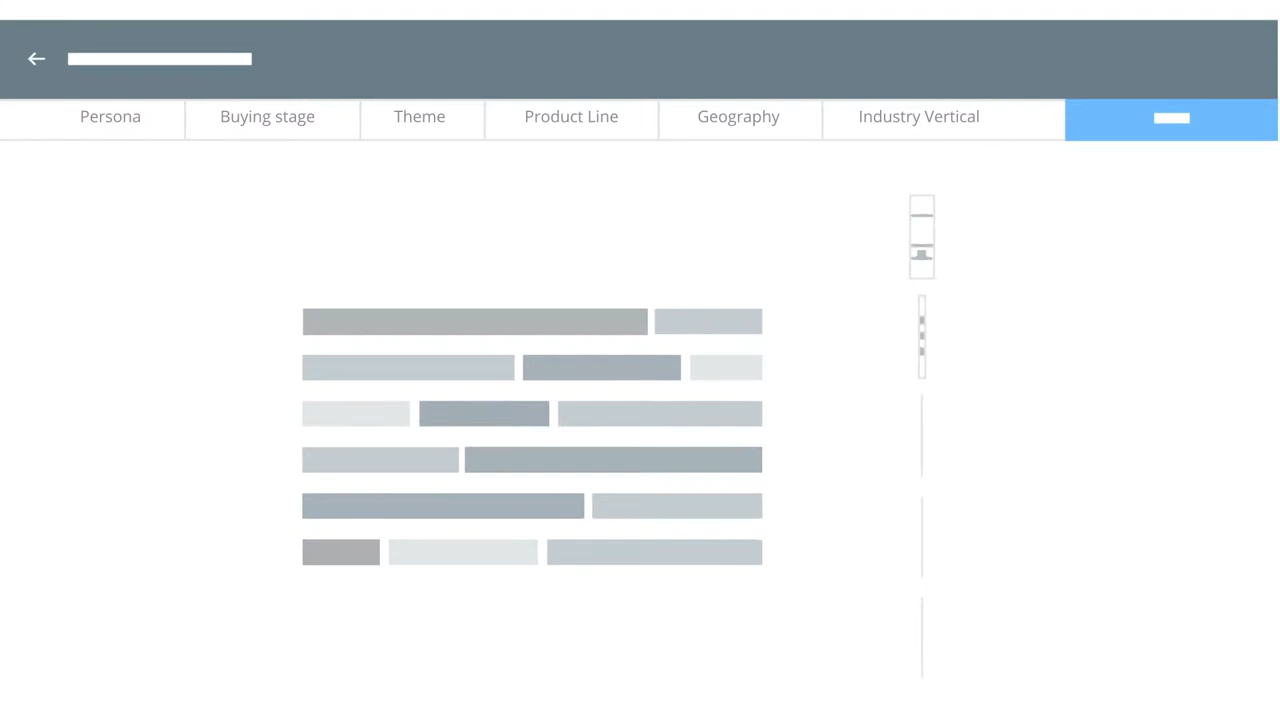 Persona
Buying stage
Theme
Product Line
Geography
Industry Vertical